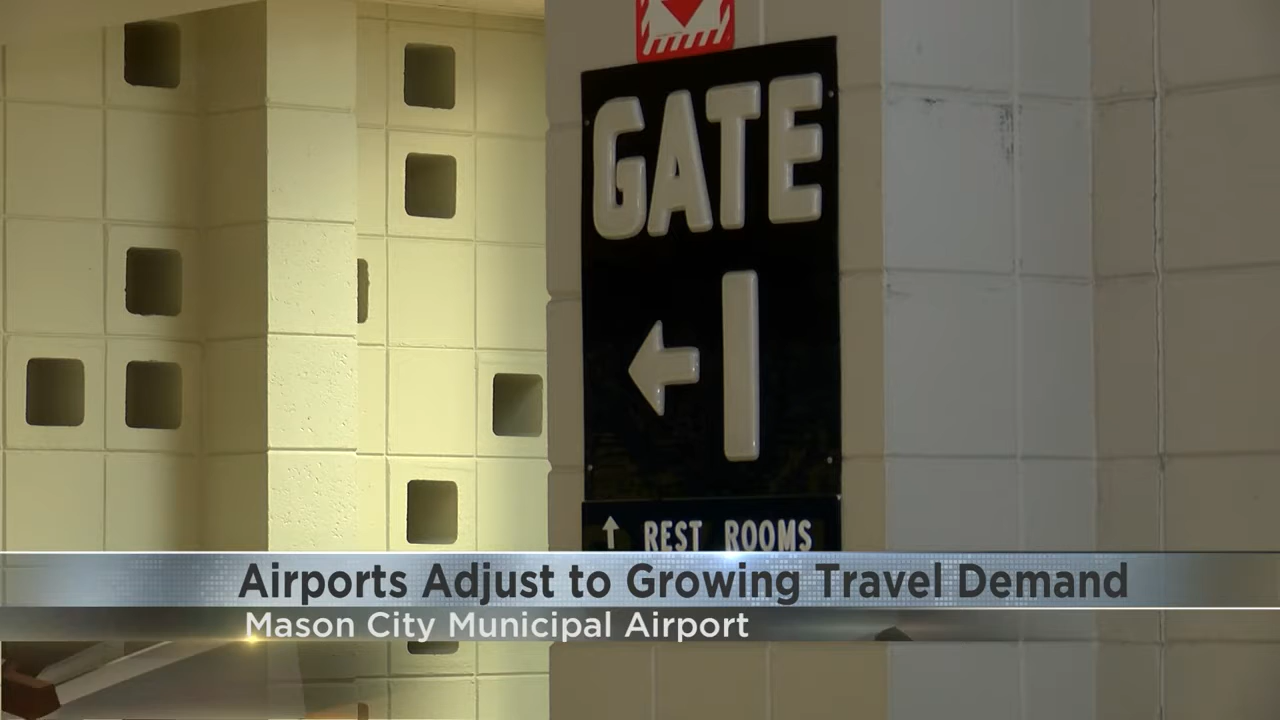 GATE
← 1
↑ REST ROOMS
Airports Adjust to Growing Travel Demand
Mason City Municipal Airport